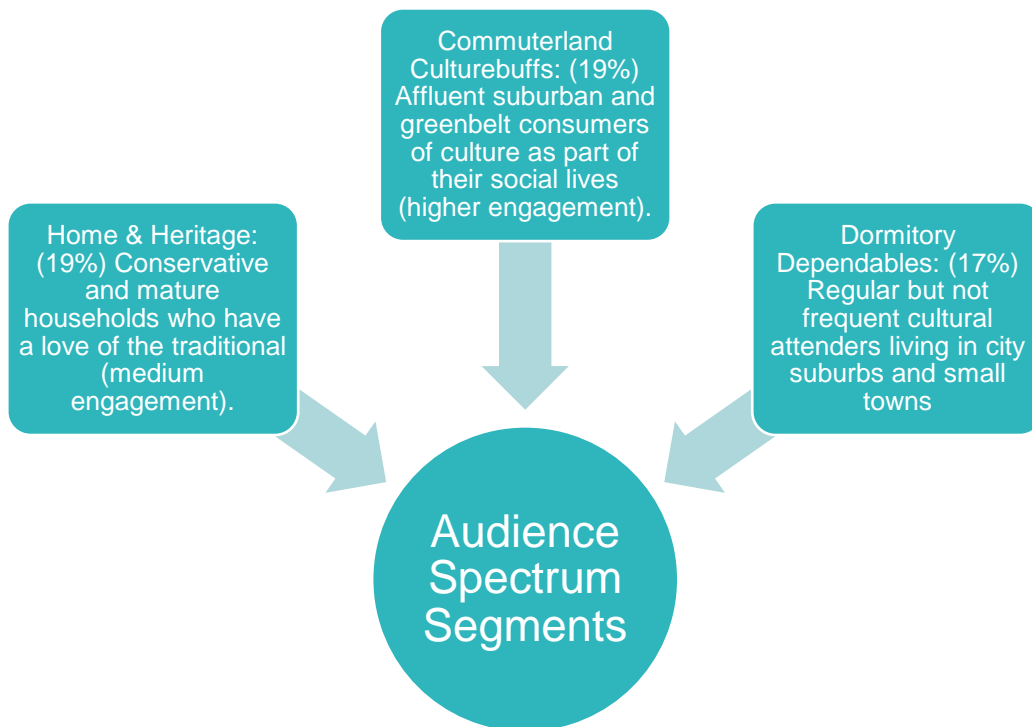 Commuterland
Culturebuffs: (19%)
Affluent suburban and
greenbelt consumers
of culture as part of
their social lives
(higher engagement).
Home & Heritage:
(19%) Conservative
and mature
households who have
a love of the traditional
(medium
engagement).
Dormitory
Dependables: (17%)
Regular but not
frequent cultural
attenders living in city
suburbs and small
towns
Audience
Spectrum
Segments